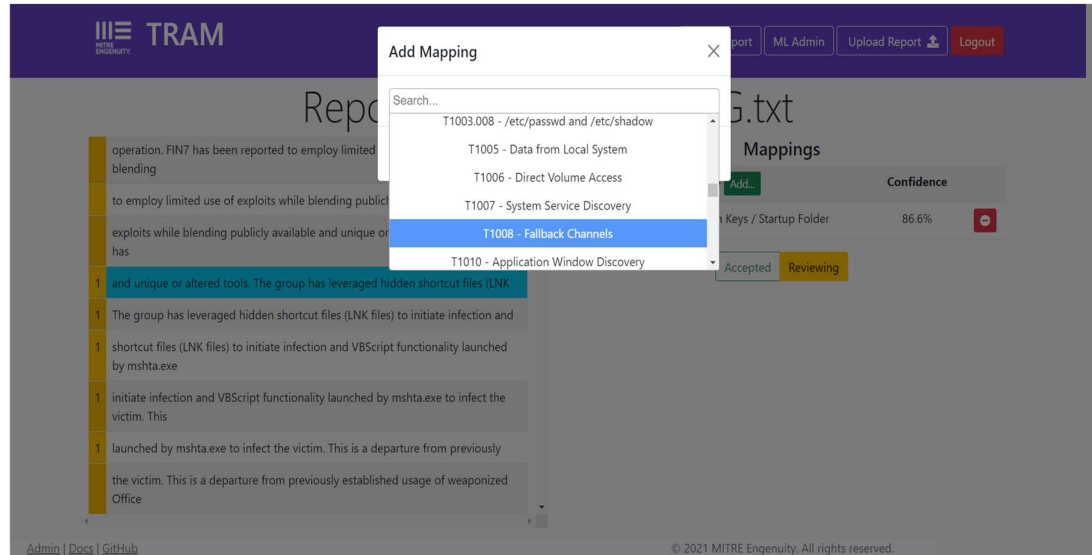 MITRE
ENGENUITY
TRAM
port
ML Admin
Upload Report
Logout
Add Mapping
Search...
T1003.008 - /etc/passwd and /etc/shadow
T1005 - Data from Local System
T1006 - Direct Volume Access
T1007 - System Service Discovery
T1008 - Fallback Channels
T1010 - Application Window Discovery
Repo G.txt
operation. FIN7 has been reported to employ limited
blending
to employ limited use of exploits while blending public
exploits while blending publicly available and unique or
has
1 and unique or altered tools. The group has leveraged hidden shortcut files (LNK
1 The group has leveraged hidden shortcut files (LNK files) to initiate infection and
1 shortcut files (LNK files) to initiate infection and VBScript functionality launched
by mshta.exe
1 initiate infection and VBScript functionality launched by mshta.exe to infect the
victim. This
1 launched by mshta.exe to infect the victim. This is a departure from previously
the victim. This is a departure from previously established usage of weaponized
Office
Mappings
Add... Confidence
Keys / Startup Folder 86.6%
Accepted Reviewing
Admin | Docs | GitHub
© 2021 MITRE Engenuity. All rights reserved.